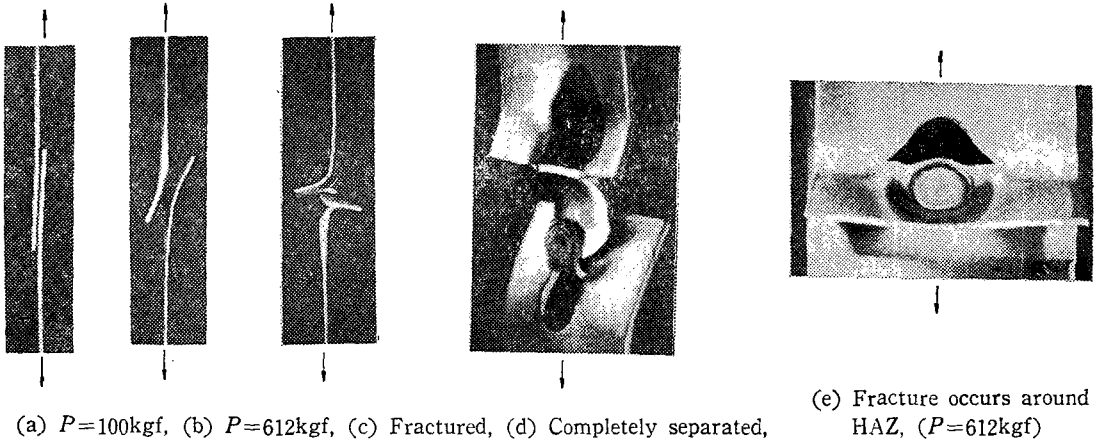 (a) P=100kgf, (b) P=612kgf, (c) Fractured, (d) Completely separated,
(e) Fracture occurs around
HAZ, (P=612kgf)